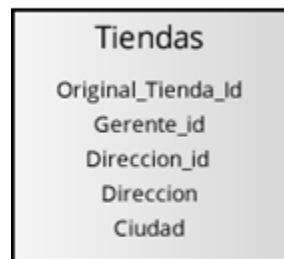 Tiendas
Original_Tienda_Id
Gerente_id
Direccion_id
Direccion
Ciudad